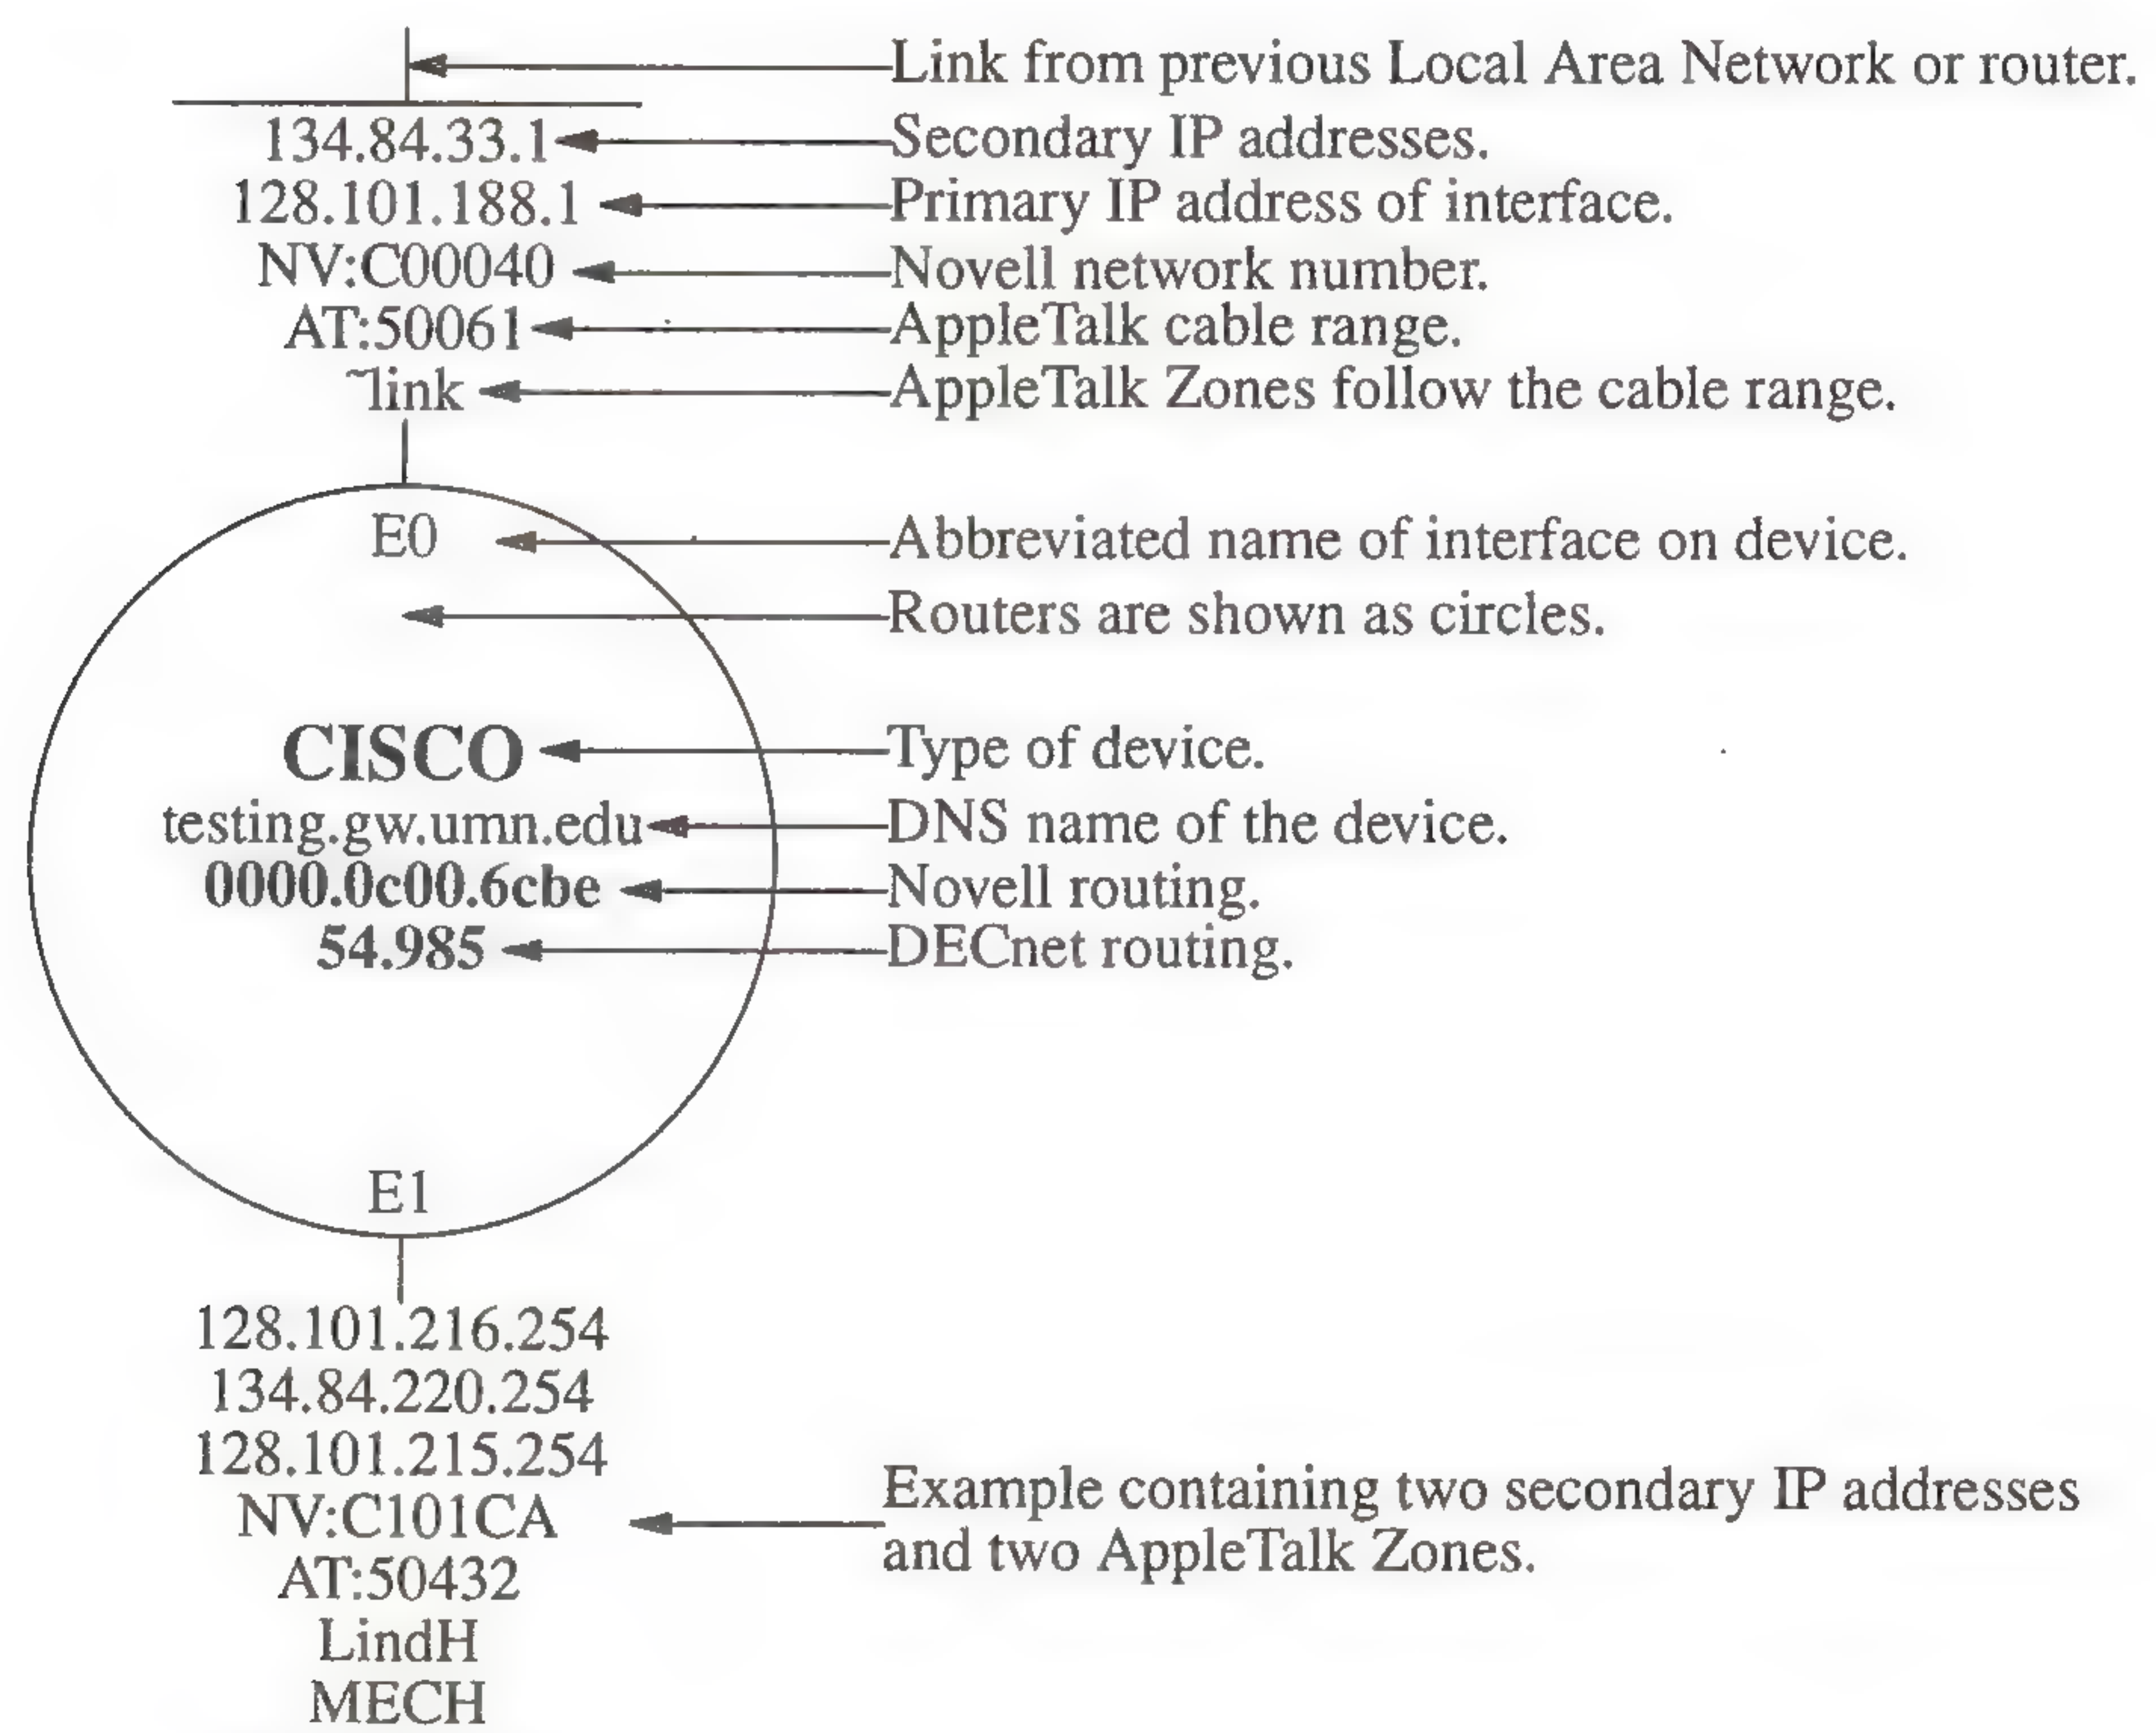 Link from previous Local Area Network or router.
134.84.33.1 Secondary IP addresses.
128.101.188.1 Primary IP address of interface.
NV:C00040 Novell network number.
AT:50061 AppleTalk cable range.
~link AppleTalk Zones follow the cable range.
E0 Abbreviated name of interface on device.
Routers are shown as circles.
CISCO Type of device.
testing.gw.umn.edu DNS name of the device.
0000.0c00.6cbe Novell routing.
54.985 DECnet routing.
E1
128.101.216.254
134.84.220.254
128.101.215.254
NV:C101CA
AT:50432
LindH
MECH
Example containing two secondary IP addresses
and two AppleTalk Zones.